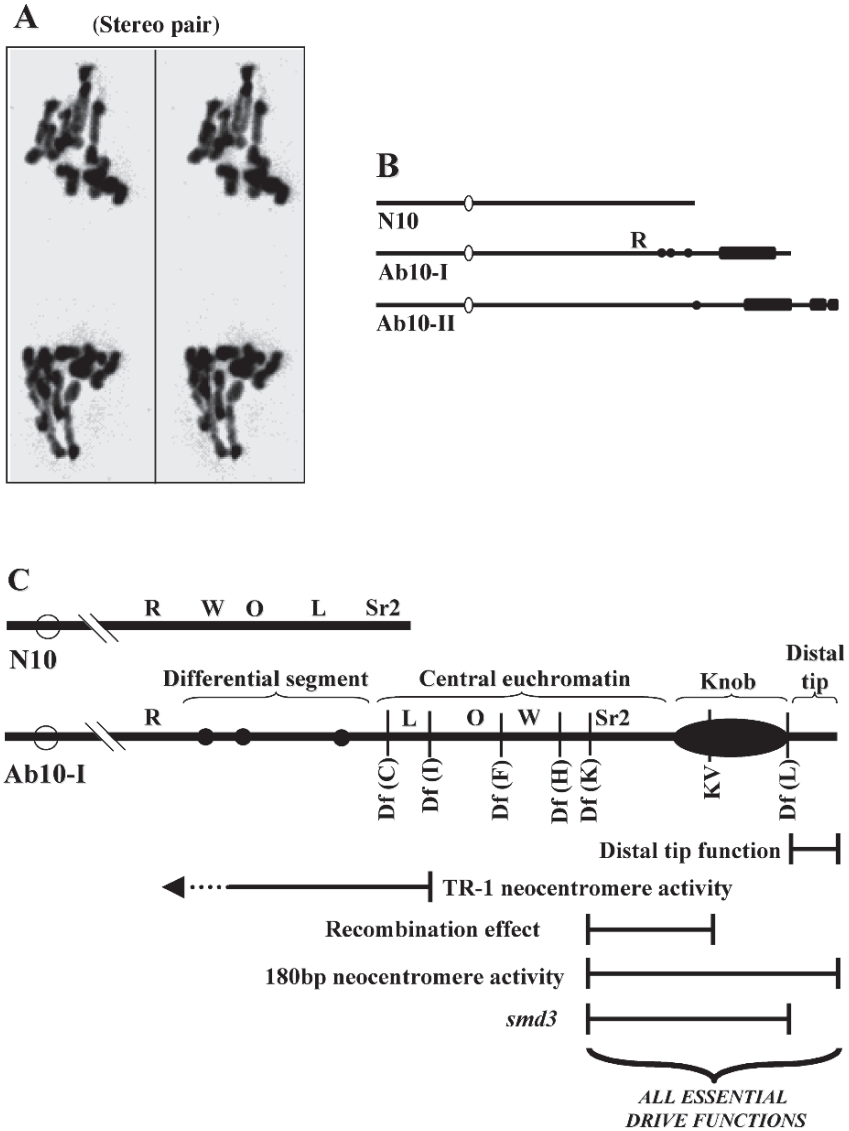 A
(Stereo pair)
B
N10
R
Ab10-I
Ab10-II
C
R W O L Sr2
N10
Differential segment Central euchromatin Knob Distal tip
R L O W Sr2
Ab10-I
Df (C) Df (I) Df (F) Df (H) Df (K) KV Df (L)
Distal tip function
TR-1 neocentromere activity
Recombination effect
180bp neocentromere activity
smd3
ALL ESSENTIAL
DRIVE FUNCTIONS